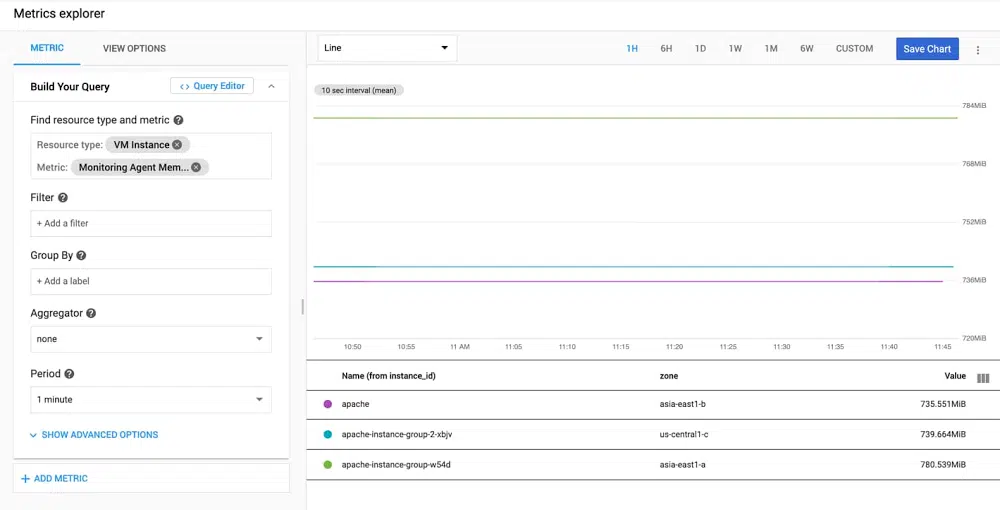 Metrics explorer
METRIC
VIEW OPTIONS
Build Your Query
<> Query Editor
Find resource type and metric
Resource type: VM Instance
Metric: Monitoring Agent Mem...
Filter
+ Add a filter
Group By
+ Add a label
Aggregator
none
Period
1 minute
SHOW ADVANCED OPTIONS
+ ADD METRIC
Line
1H 6H 1D 1W 1M 6W CUSTOM
Save Chart
10 sec interval (mean)
784MiB
768MiB
752MiB
736MiB
720MiB
10:50 10:55 11 AM 11:05 11:10 11:15 11:20 11:25 11:30 11:35 11:40 11:45
Name (from instance_id) zone Value
apache asia-east1-b 735.551MiB
apache-instance-group-2-xbjv us-central1-c 739.664MiB
apache-instance-group-w54d asia-east1-a 780.539MiB